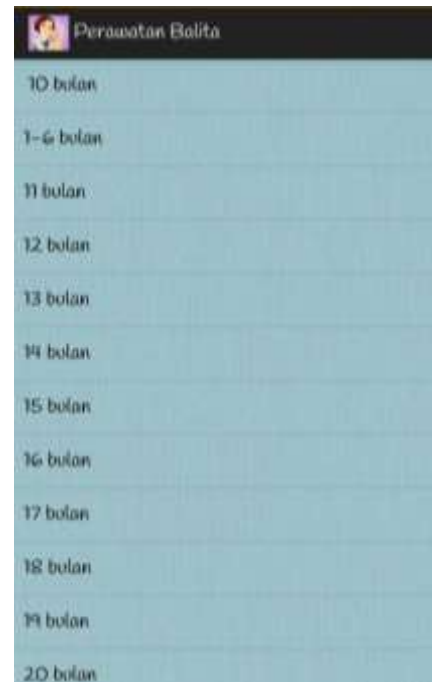 Perawatan Balita
10 bulan
1-6 bulan
11 bulan
12 bulan
13 bulan
14 bulan
15 bulan
16 bulan
17 bulan
18 bulan
19 bulan
20 bulan